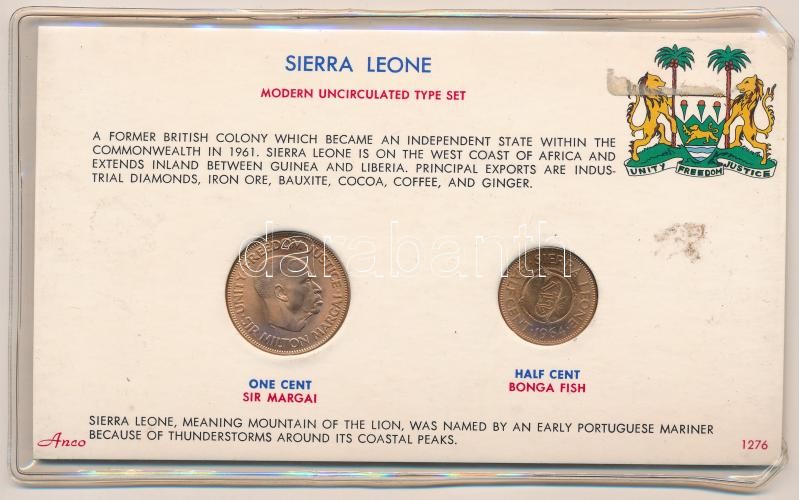 SIERRA LEONE
MODERN UNCIRCULATED TYPE SET
A FORMER BRITISH COLONY WHICH BECAME AN INDEPENDENT STATE WITHIN THE
COMMONWEALTH IN 1961. SIERRA LEONE IS ON THE WEST COAST OF AFRICA AND
EXTENDS INLAND BETWEEN GUINEA AND LIBERIA. PRINCIPAL EXPORTS ARE INDUS-
TRIAL DIAMONDS, IRON ORE, BAUXITE, COCOA, COFFEE, AND GINGER.
UNITY FREEDOM JUSTICE
darabanth
UNITY FREEDOM JUSTICE
SIR MILTON MARGAI
SIERRA LEONE
CENT 1964
ONE CENT
SIR MARGAI
HALF CENT
BONGA FISH
SIERRA LEONE, MEANING MOUNTAIN OF THE LION, WAS NAMED BY AN EARLY PORTUGUESE MARINER
BECAUSE OF THUNDERSTORMS AROUND ITS COASTAL PEAKS.
Anco
1276